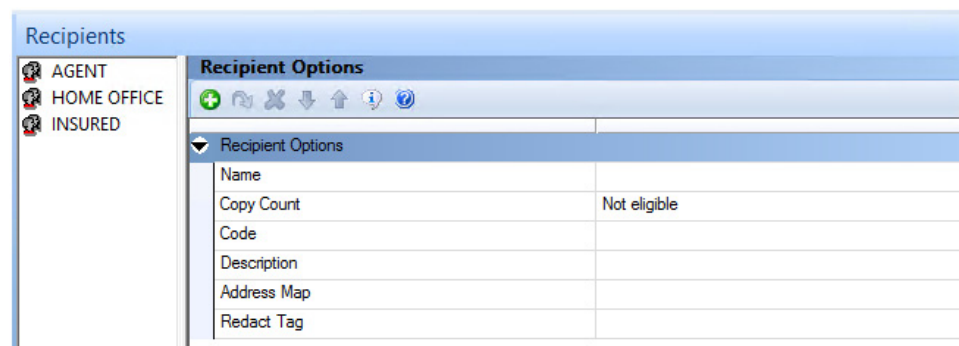 Recipients
AGENT
HOME OFFICE
INSURED
Recipient Options
Recipient Options
Name
Copy Count Not eligible
Code
Description
Address Map
Redact Tag